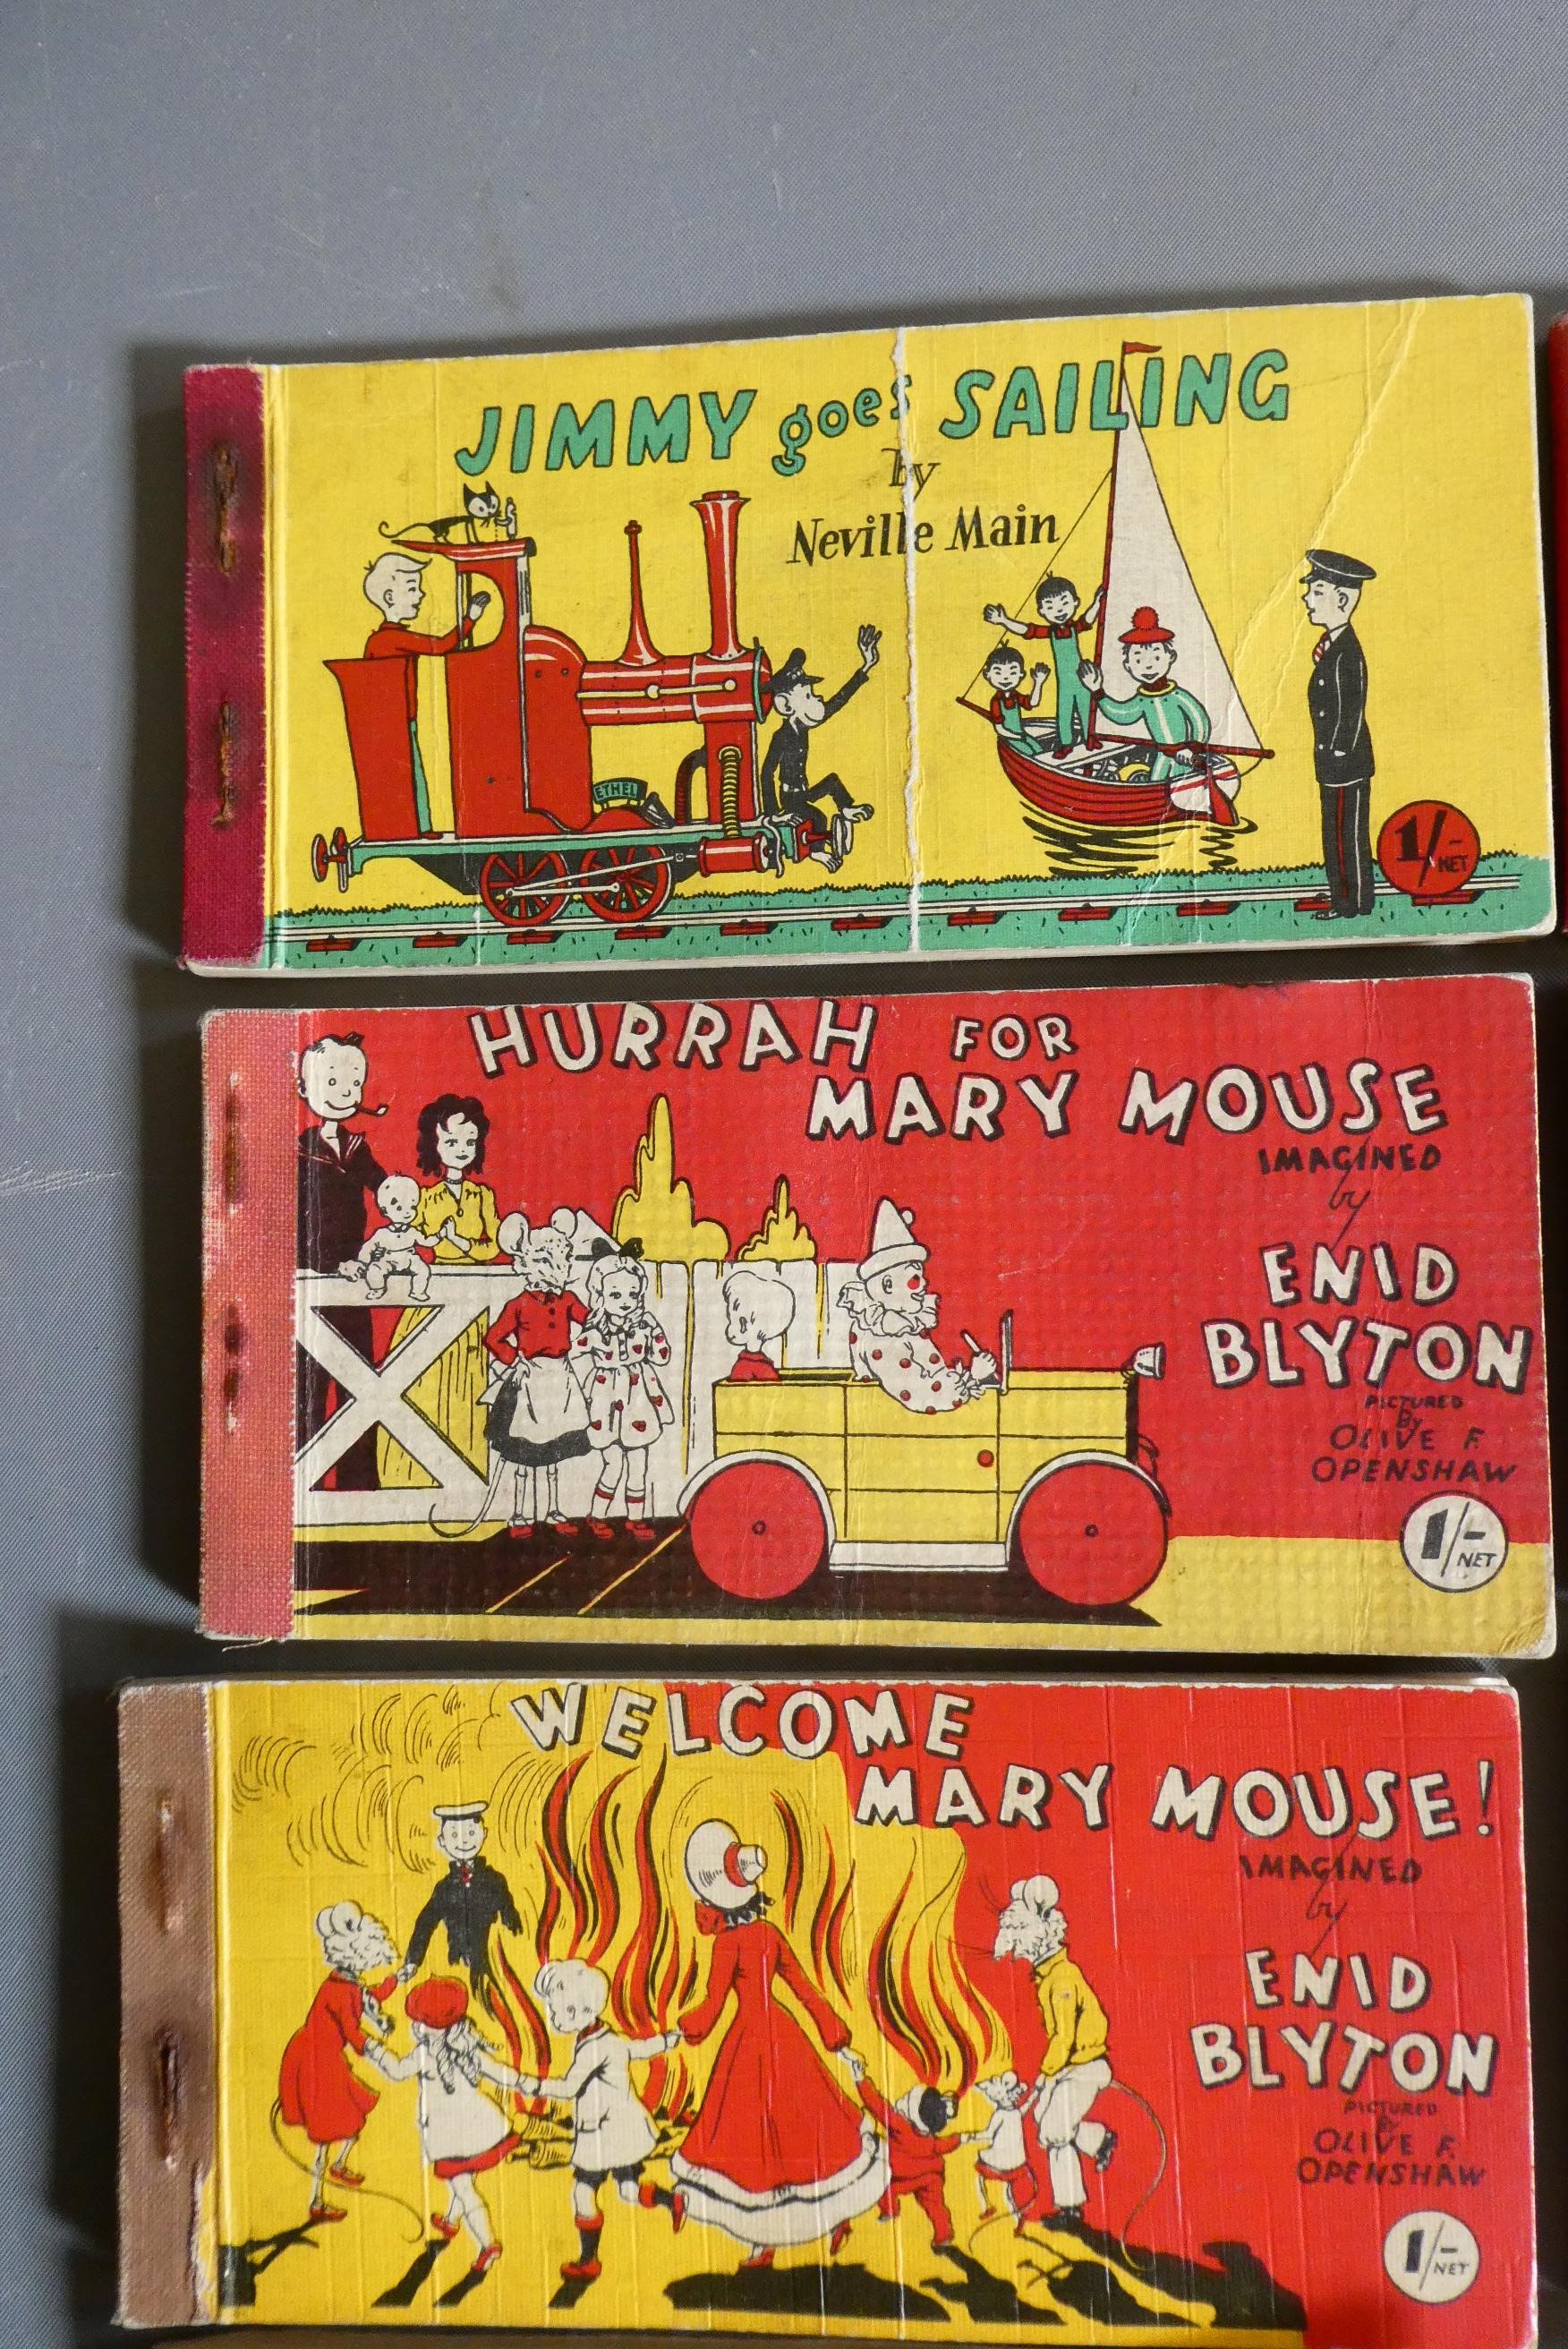 JIMMY goes SAILING
by
Neville Main
ETHEL
1/- NET
HURRAH FOR
MARY MOUSE
IMAGINED
by
ENID
BLYTON
PICTURED
By
OLIVE F.
OPENSHAW
1/- NET
WELCOME
MARY MOUSE!
IMAGINED
by
ENID
BLYTON
PICTURED
By
OLIVE F.
OPENSHAW
1/- NET